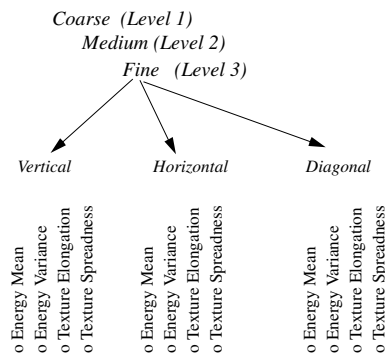 Coarse (Level 1)
Medium (Level 2)
Fine (Level 3)
Vertical
Horizontal
Diagonal
o Energy Mean
o Energy Variance
o Texture Elongation
o Texture Spreadness
o Energy Mean
o Energy Variance
o Texture Elongation
o Texture Spreadness
o Energy Mean
o Energy Variance
o Texture Elongation
o Texture Spreadness